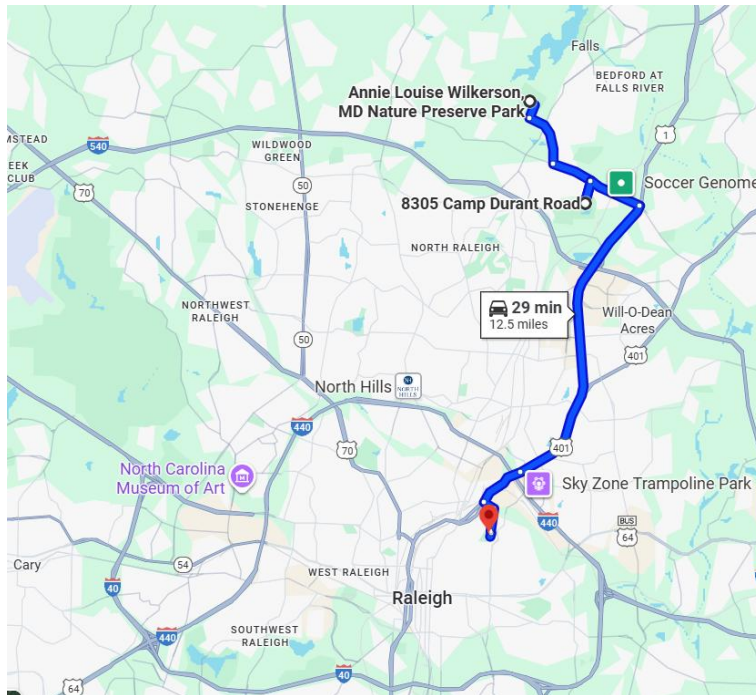 Falls
BEDFORD AT
FALLS RIVER
Annie Louise Wilkerson,
MD Nature Preserve Park
1
MSTEAD
EEK
CLUB
540
WILDWOOD
GREEN
70
50
STONEHENGE
Soccer Genome
8305 Camp Durant Road
NORTH RALEIGH
NORTHWEST
RALEIGH
29 min
12.5 miles
Will-O-Dean
Acres
50
401
North Hills
NORTH
HILLS
440
70
401
North Carolina
Museum of Art
Sky Zone Trampoline Park
440
BUS
64
Cary
54
WEST RALEIGH
40
Raleigh
440
SOUTHWEST
RALEIGH
64
40